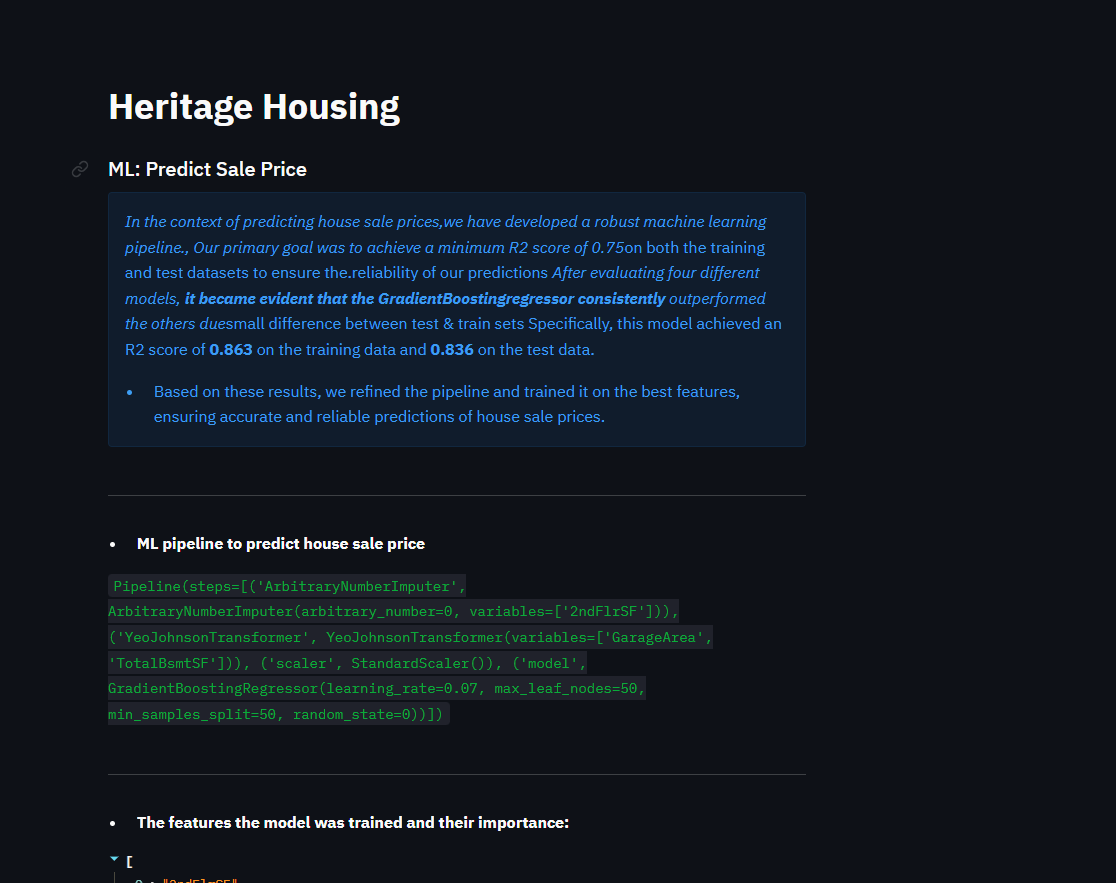 Heritage Housing
ML: Predict Sale Price
In the context of predicting house sale prices,we have developed a robust machine learning
pipeline., Our primary goal was to achieve a minimum R2 score of 0.75on both the training
and test datasets to ensure the.reliability of our predictions After evaluating four different
models, it became evident that the GradientBoostingregressor consistently outperformed
the others duesmall difference between test & train sets Specifically, this model achieved an
R2 score of 0.863 on the training data and 0.836 on the test data.
• Based on these results, we refined the pipeline and trained it on the best features,
ensuring accurate and reliable predictions of house sale prices.
• ML pipeline to predict house sale price
Pipeline(steps=[('ArbitraryNumberImputer',
ArbitraryNumberImputer(arbitrary_number=0, variables=['2ndFlrSF'])),
('YeoJohnsonTransformer', YeoJohnsonTransformer(variables=['GarageArea',
'TotalBsmtSF'])), ('scaler', StandardScaler()), ('model',
GradientBoostingRegressor(learning_rate=0.07, max_leaf_nodes=50,
min_samples_split=50, random_state=0))])
• The features the model was trained and their importance:
[
0 : "2ndFlrSF"